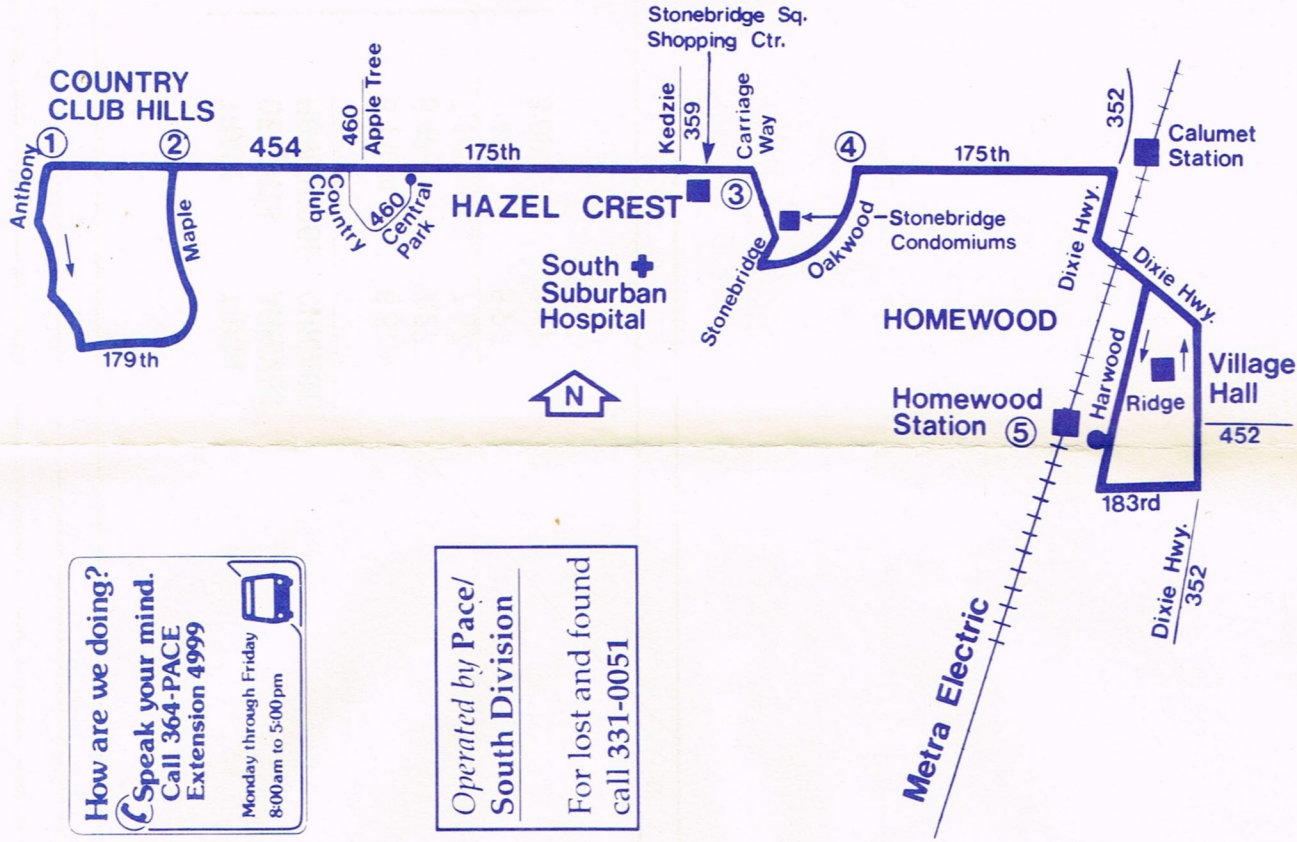 Stonebridge Sq.
Shopping Ctr.
COUNTRY
CLUB HILLS
460
Apple Tree
Kedzie
359
Carriage
Way
352
Calumet
Station
1
2
454
175th
4
175th
Anthony
Maple
Country
Club
460
Central
Park
HAZEL CREST
3
Stonebridge
Condomiums
Oakwood
Stonebridge
South
Suburban
Hospital
Dixie Hwy.
Dixie Hwy.
HOMEWOOD
179th
N
Homewood
Station 5
Harwood
Ridge
Village
Hall
452
183rd
Dixie Hwy.
352
Metra Electric
How are we doing?
Speak your mind.
Call 364-PACE
Extension 4999
Monday through Friday
8:00am to 5:00pm
Operated by Pace/
South Division
For lost and found
call 331-0051